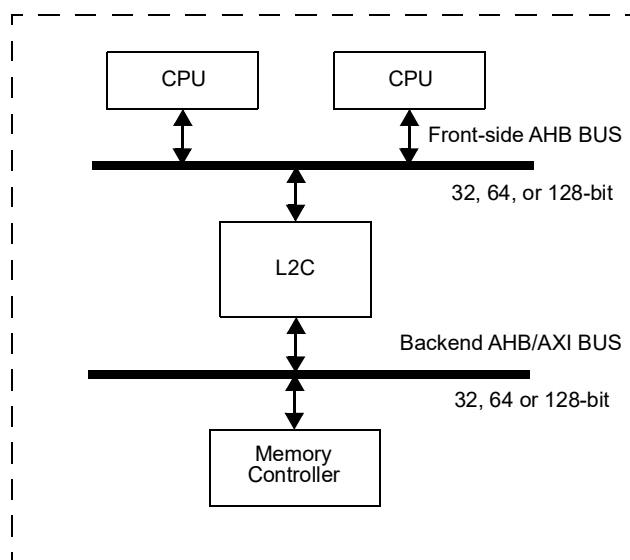 CPU
CPU
Front-side AHB BUS
32, 64, or 128-bit
L2C
Backend AHB/AXI BUS
32, 64 or 128-bit
Memory
Controller